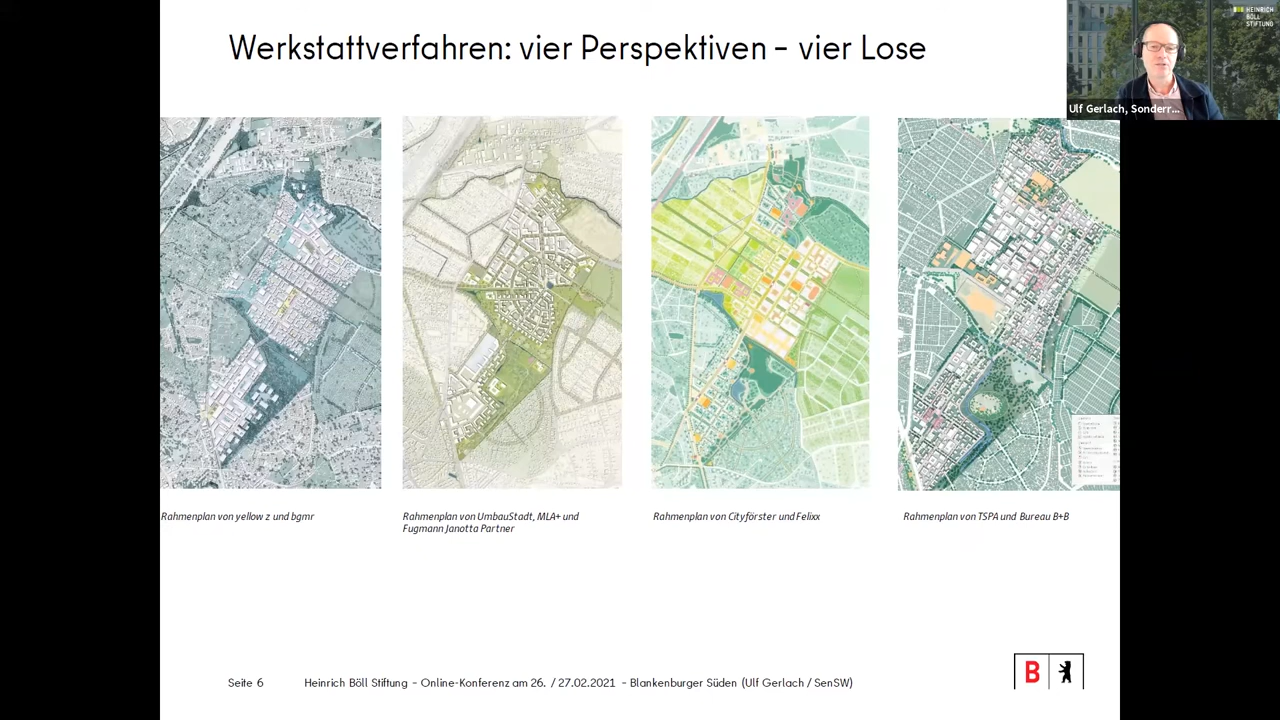 Werkstattverfahren: vier Perspektiven – vier Lose
HEINRICH
BÖLL
STIFTUNG
Ulf Gerlach, Sonderr...
Rahmenplan von yellow z und bgmr
Rahmenplan von UmbauStadt, MLA+ und
Fugmann Janotta Partner
Rahmenplan von Cityförster und Felixx
Rahmenplan von TSPA und Bureau B+B
Seite 6
Heinrich Böll Stiftung – Online-Konferenz am 26. / 27.02.2021 – Blankenburger Süden (Ulf Gerlach / SenSW)
B